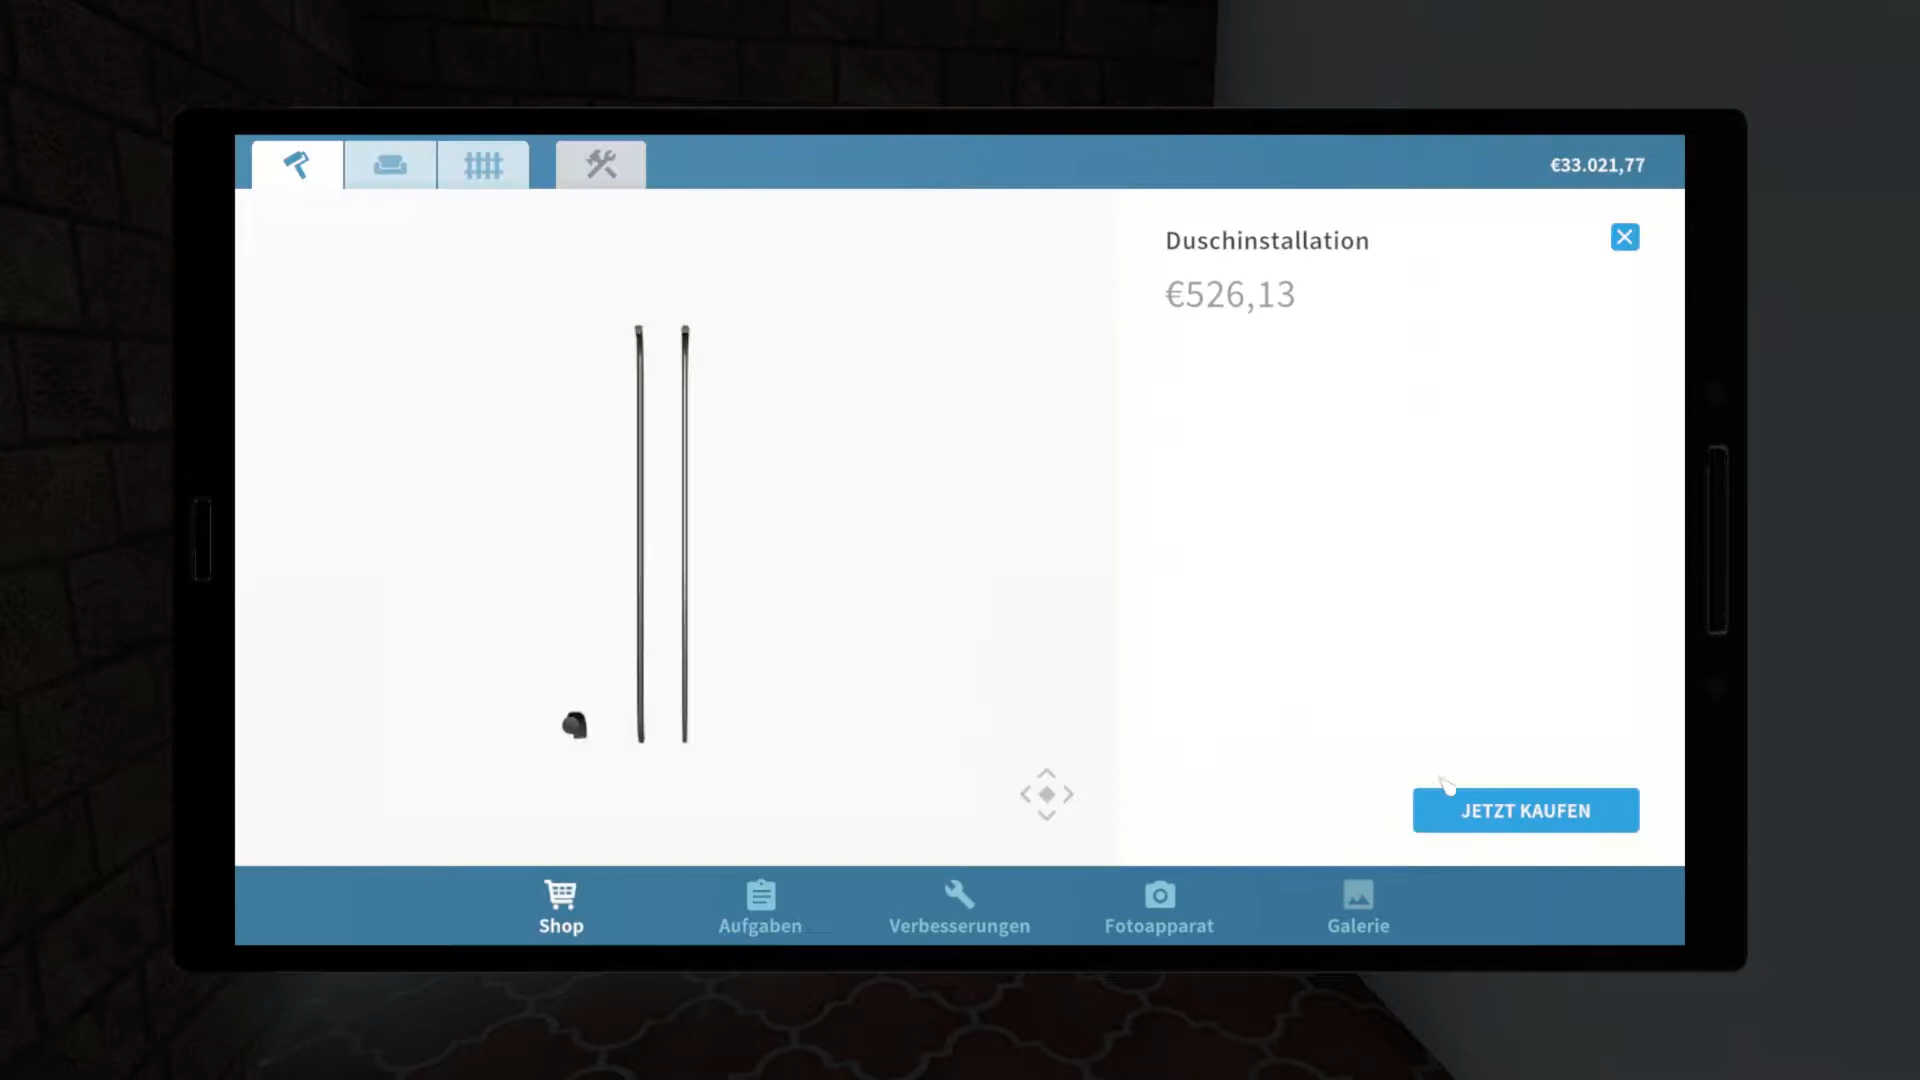 €33.021,77
Duschinstallation
€526,13
JETZT KAUFEN
Shop
Aufgaben
Verbesserungen
Fotoapparat
Galerie